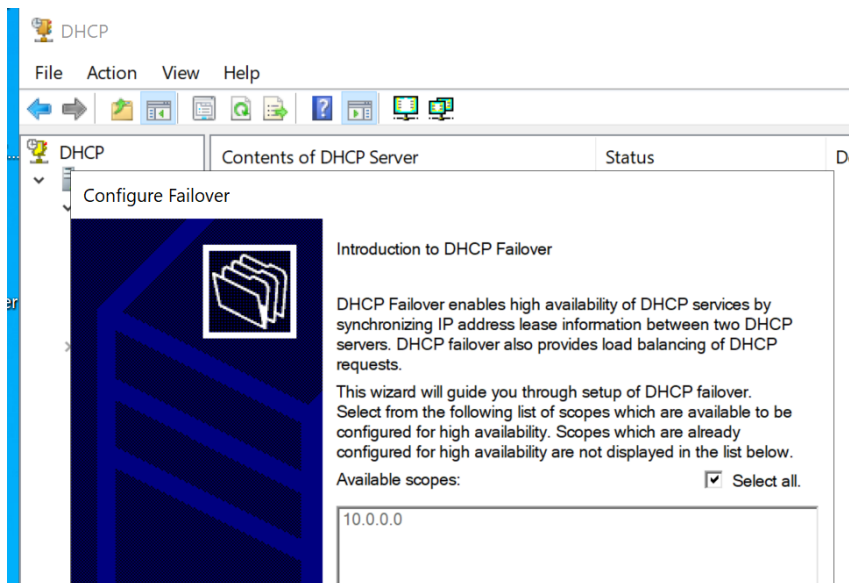 DHCP
File Action View Help
DHCP
Contents of DHCP Server Status
Configure Failover
Introduction to DHCP Failover
DHCP Failover enables high availability of DHCP services by
synchronizing IP address lease information between two DHCP
servers. DHCP failover also provides load balancing of DHCP
requests.
This wizard will guide you through setup of DHCP failover.
Select from the following list of scopes which are available to be
configured for high availability. Scopes which are already
configured for high availability are not displayed in the list below.
Available scopes: Select all.
10.0.0.0